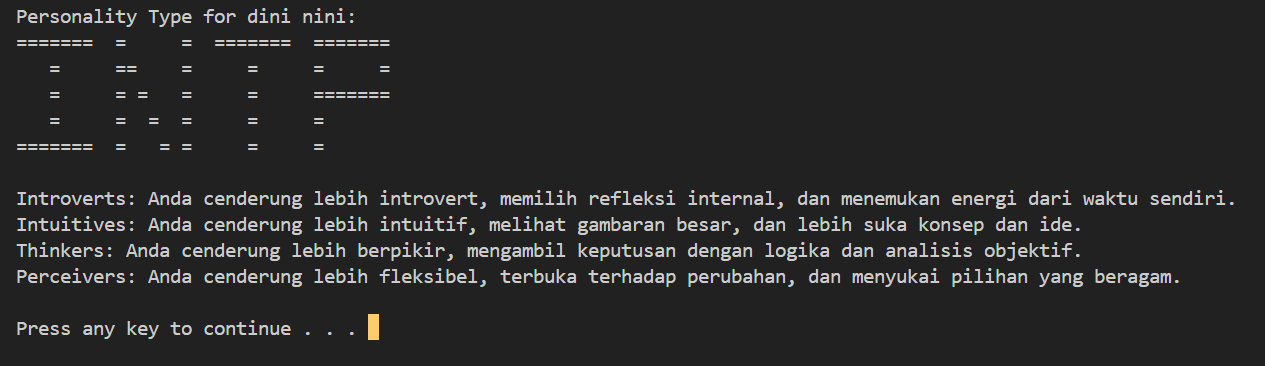 Personality Type for dini nini:
=======  =     =  =======  =======
   =     ==    =     =     =     =
   =     = =   =     =     =======
   =     =  =  =     =     =
=======  =   = =     =     =
Introverts: Anda cenderung lebih introvert, memilih refleksi internal, dan menemukan energi dari waktu sendiri.
Intuitives: Anda cenderung lebih intuitif, melihat gambaran besar, dan lebih suka konsep dan ide.
Thinkers: Anda cenderung lebih berpikir, mengambil keputusan dengan logika dan analisis objektif.
Perceivers: Anda cenderung lebih fleksibel, terbuka terhadap perubahan, dan menyukai pilihan yang beragam.
Press any key to continue . . .